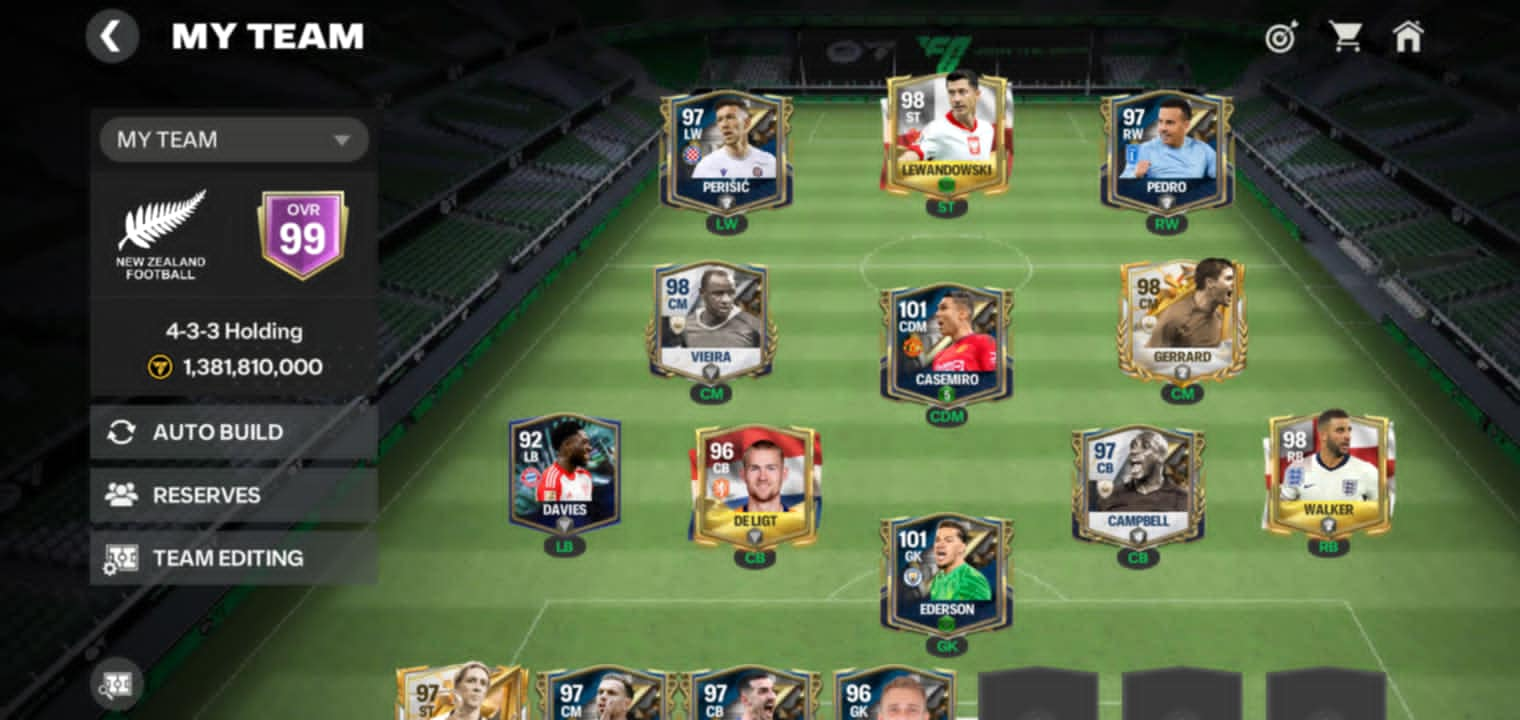 MY TEAM
MY TEAM
NEW ZEALAND
FOOTBALL
OVR
99
4-3-3 Holding
1,381,810,000
AUTO BUILD
RESERVES
TEAM EDITING
97
LW
PERIŠIĆ
LW
98
ST
LEWANDOWSKI
ST
97
RW
PEDRO
RW
98
CM
VIEIRA
CM
101
CDM
CASEMIRO
5
CDM
98
CM
GERRARD
CM
92
LB
DAVIES
LB
96
CB
DE LIGT
CB
97
CB
CAMPBELL
CB
98
RB
WALKER
RB
101
GK
EDERSON
GK
97
ST
97
CM
97
CB
96
GK